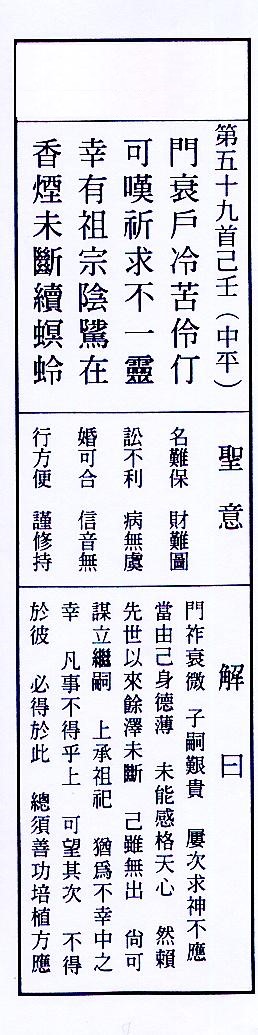 第五十九首己壬（中平）
門衰戶冷苦伶仃
可嘆祈求不一靈
幸有祖宗陰騭在
香煙未斷續螟蛉
聖意
名難保　財難圖
訟不利　病無虞
婚可合　信音無
行方便　謹修持
解曰
門祚衰微　子嗣艱貴　屢次求神不應
當由己身德薄　未能感格天心　然賴
先世以來餘澤未斷　己雖無出　尙可
謀立繼嗣　上承祖祀　猶爲不幸中之
幸　凡事不得乎上　可望其次　不得
於彼　必得於此　總須善功培植方應